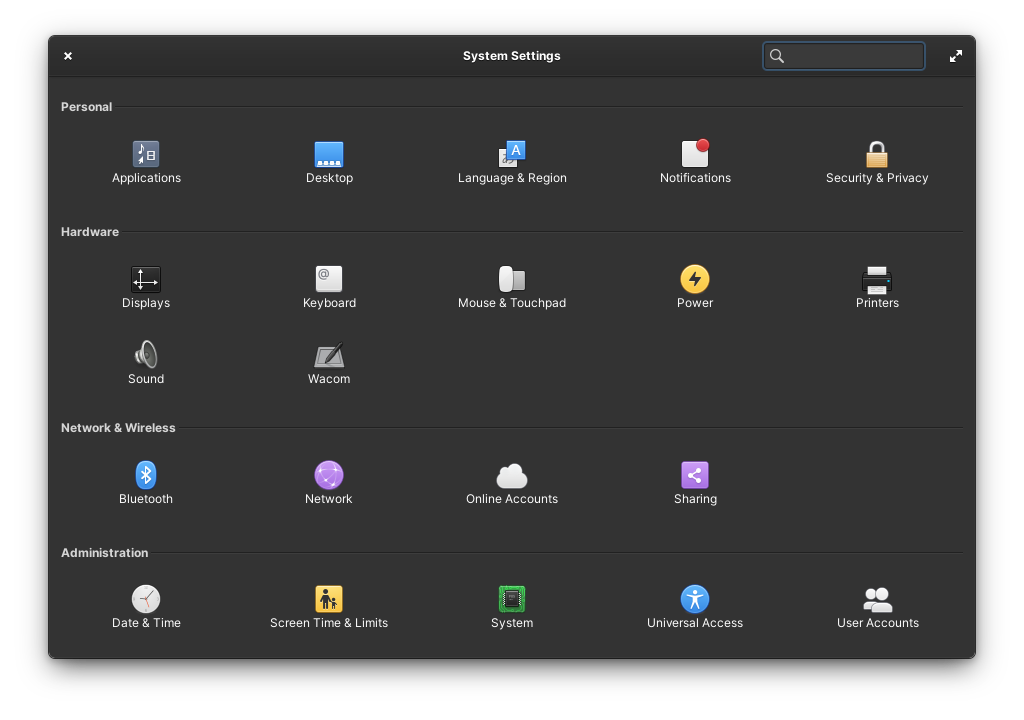 System Settings
Personal
Applications
Desktop
Language & Region
Notifications
Security & Privacy
Hardware
Displays
Keyboard
Mouse & Touchpad
Power
Printers
Sound
Wacom
Network & Wireless
Bluetooth
Network
Online Accounts
Sharing
Administration
Date & Time
Screen Time & Limits
System
Universal Access
User Accounts